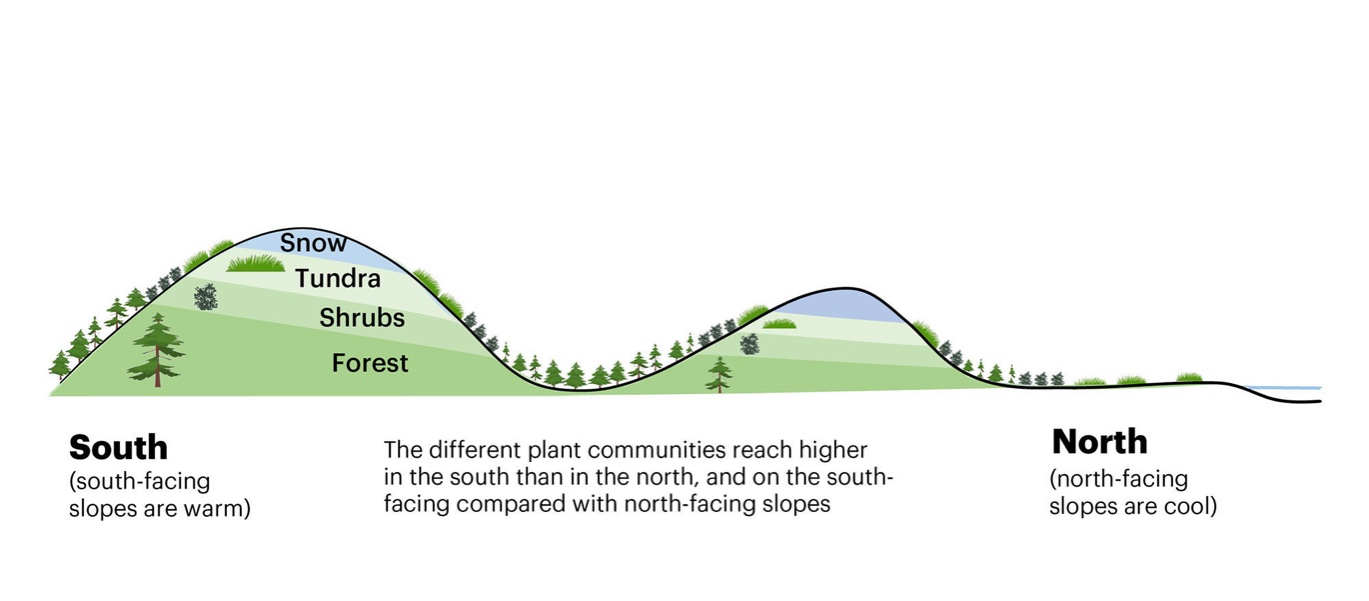 Snow
Tundra
Shrubs
Forest
South
(south-facing
slopes are warm)
The different plant communities reach higher
in the south than in the north, and on the south-
facing compared with north-facing slopes
North
(north-facing
slopes are cool)